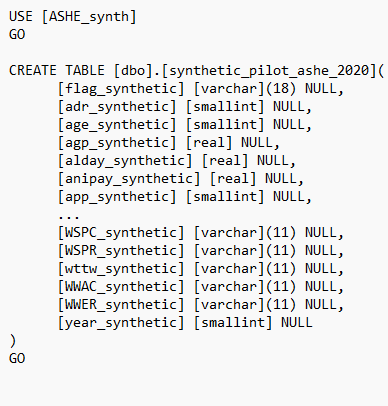 USE [ASHE_synth]
GO
CREATE TABLE [dbo].[synthetic_pilot_ashe_2020](
[flag_synthetic] [varchar](18) NULL,
[adr_synthetic] [smallint] NULL,
[age_synthetic] [smallint] NULL,
[agp_synthetic] [real] NULL,
[alday_synthetic] [real] NULL,
[anipay_synthetic] [real] NULL,
[app_synthetic] [smallint] NULL,
...
[WSPC_synthetic] [varchar](11) NULL,
[WSPR_synthetic] [varchar](11) NULL,
[wttw_synthetic] [varchar](11) NULL,
[WWAC_synthetic] [varchar](11) NULL,
[WWER_synthetic] [varchar](11) NULL,
[year_synthetic] [smallint] NULL
)
GO